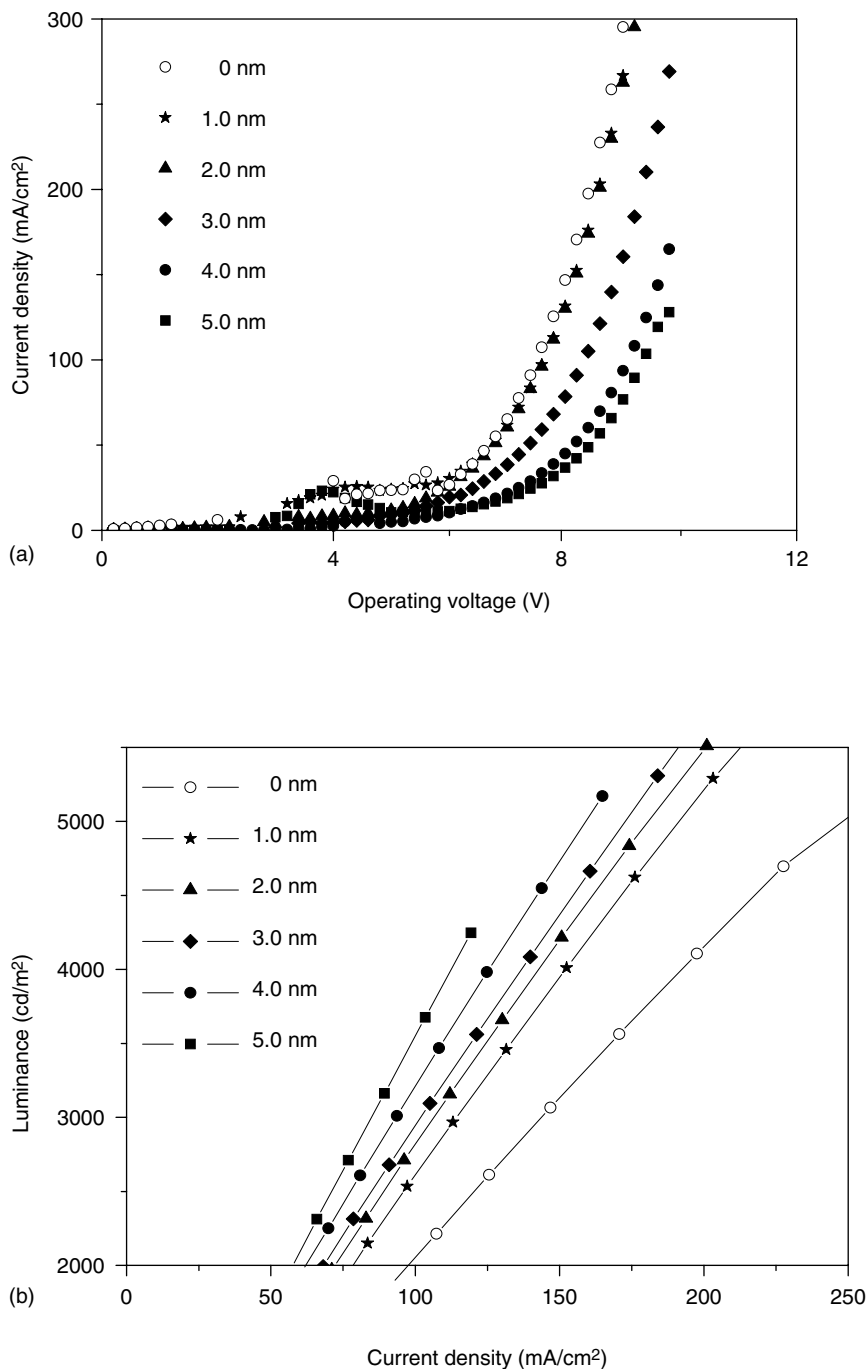 300
200
100
0
Current density (mA/cm²)
0 nm
1.0 nm
2.0 nm
3.0 nm
4.0 nm
5.0 nm
0
4
8
12
(a)
Operating voltage (V)
5000
4000
3000
2000
Luminance (cd/m²)
0 nm
1.0 nm
2.0 nm
3.0 nm
4.0 nm
5.0 nm
0
50
100
150
200
250
(b)
Current density (mA/cm²)